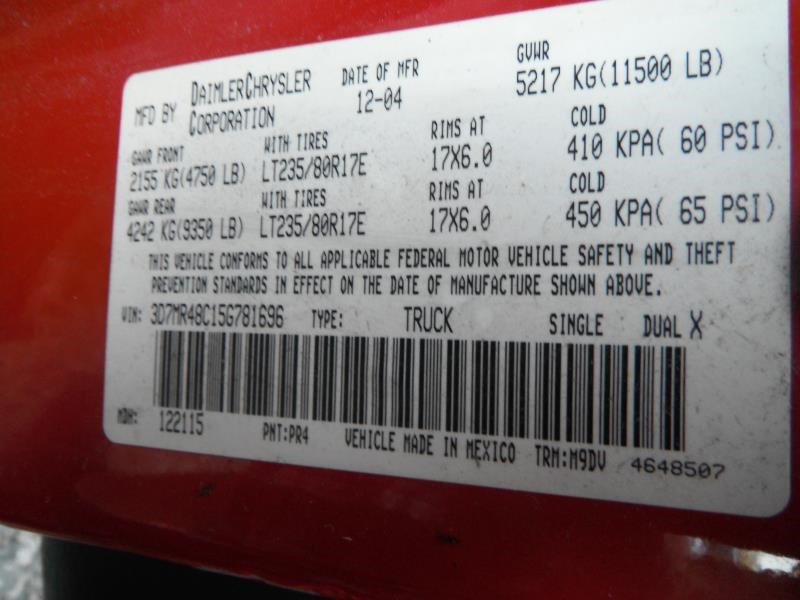 MFD BY DAIMLERCHRYSLER CORPORATION DATE OF MFR 12-04 GVWR 5217 KG(11500 LB)
GAWR FRONT WITH TIRES RIMS AT COLD
2155 KG(4750 LB) LT235/80R17E 17X6.0 410 KPA( 60 PSI)
GAWR REAR WITH TIRES RIMS AT COLD
4242 KG(9350 LB) LT235/80R17E 17X6.0 450 KPA( 65 PSI)
THIS VEHICLE CONFORMS TO ALL APPLICABLE FEDERAL MOTOR VEHICLE SAFETY AND THEFT
PREVENTION STANDARDS IN EFFECT ON THE DATE OF MANUFACTURE SHOWN ABOVE.
VIN: 3D7MR48C15G781696 TYPE: TRUCK SINGLE DUAL X
MDH: 122115 PNT:PR4 VEHICLE MADE IN MEXICO TRM:M9DV 4648507